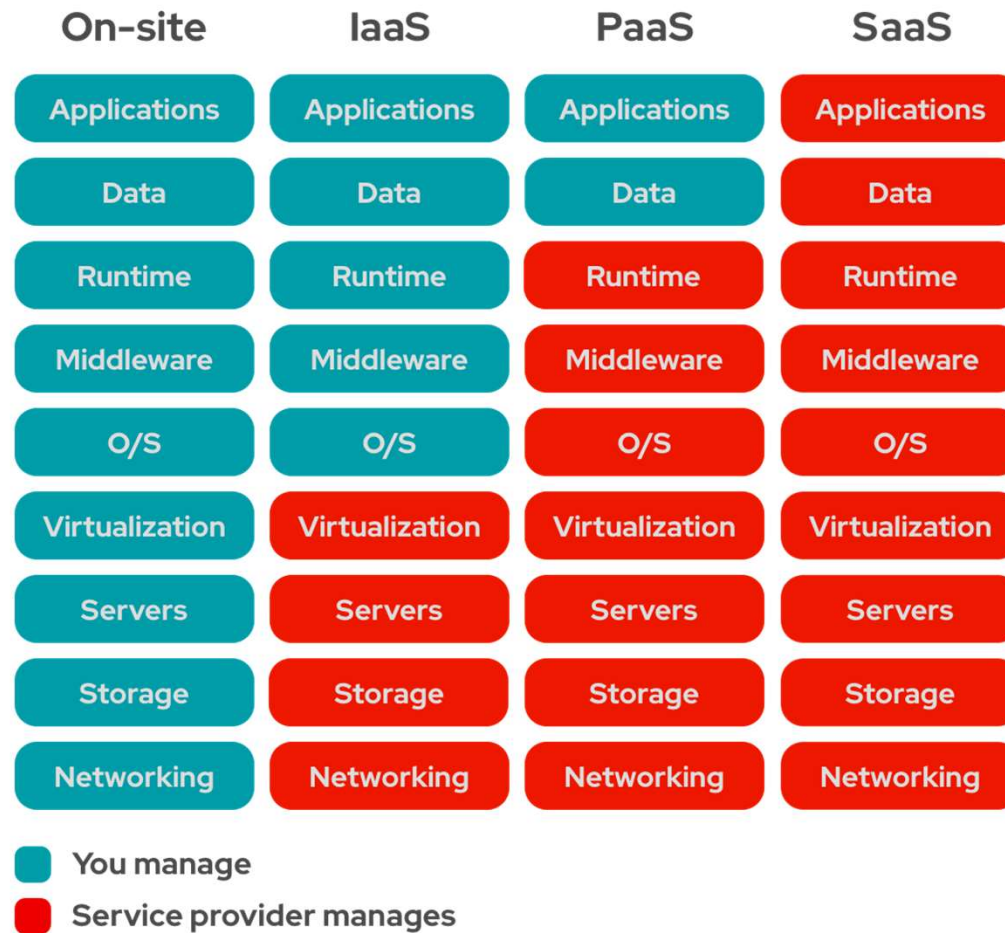 On-site IaaS PaaS SaaS
Applications Applications Applications Applications
Data Data Data Data
Runtime Runtime Runtime Runtime
Middleware Middleware Middleware Middleware
O/S O/S O/S O/S
Virtualization Virtualization Virtualization Virtualization
Servers Servers Servers Servers
Storage Storage Storage Storage
Networking Networking Networking Networking
You manage
Service provider manages